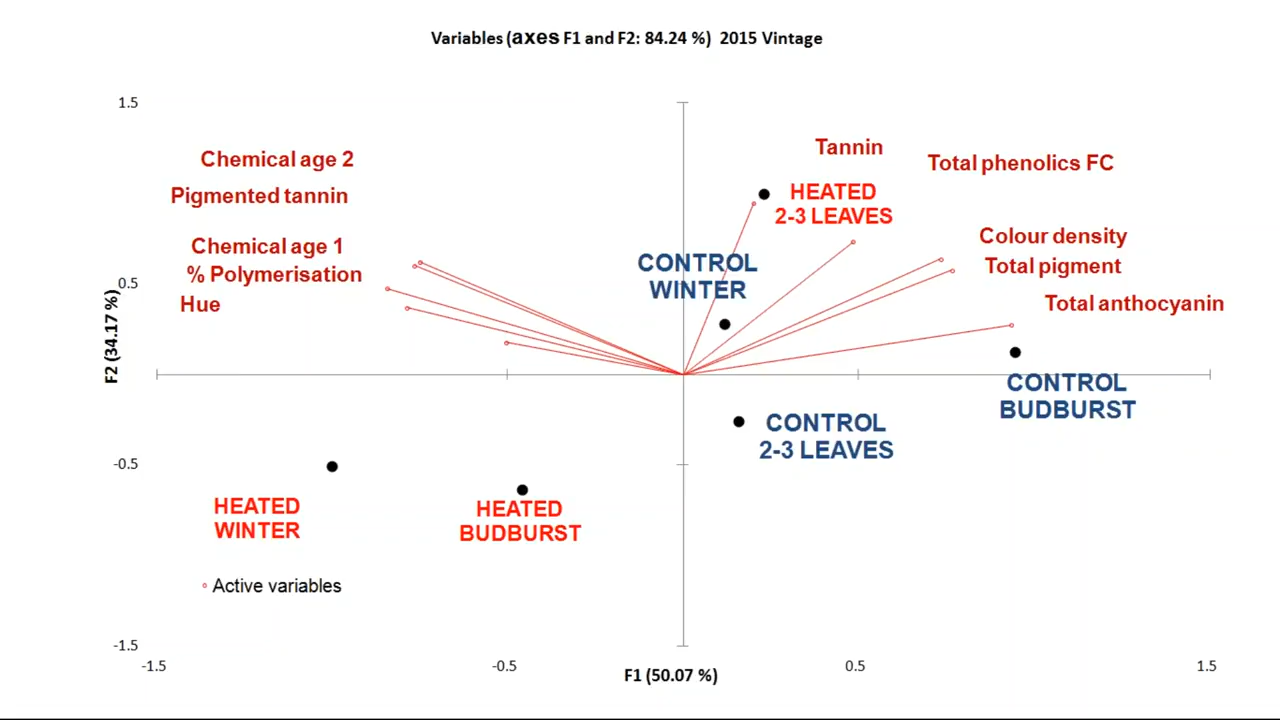 Variables (axes F1 and F2: 84.24 %)  2015 Vintage
1.5
Chemical age 2
Pigmented tannin
Chemical age 1
% Polymerisation
Hue
Tannin
Total phenolics FC
HEATED
2-3 LEAVES
Colour density
Total pigment
Total anthocyanin
CONTROL
WINTER
0.5
F2 (34.17 %)
CONTROL
BUDBURST
CONTROL
2-3 LEAVES
-0.5
HEATED
WINTER
HEATED
BUDBURST
Active variables
-1.5
-1.5
-0.5
0.5
1.5
F1 (50.07 %)